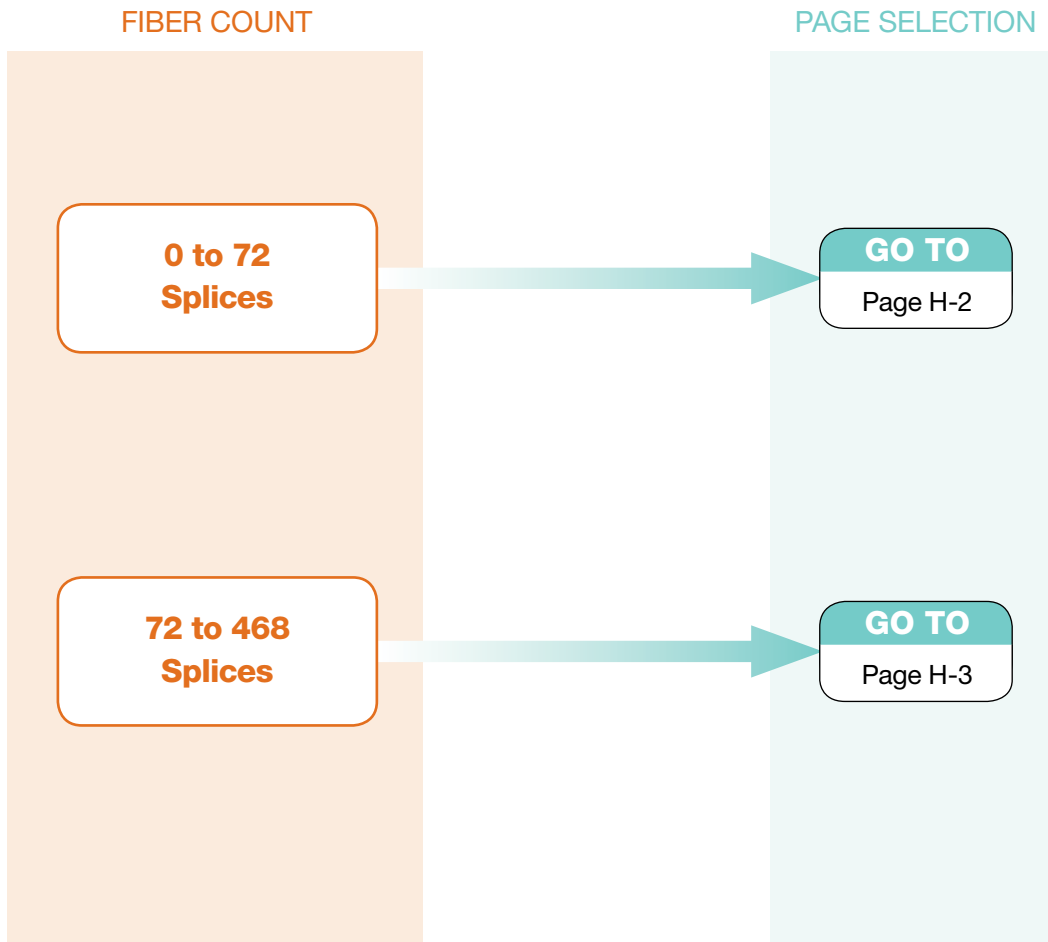 FIBER COUNT
PAGE SELECTION
0 to 72
Splices
GO TO
Page H-2
72 to 468
Splices
GO TO
Page H-3